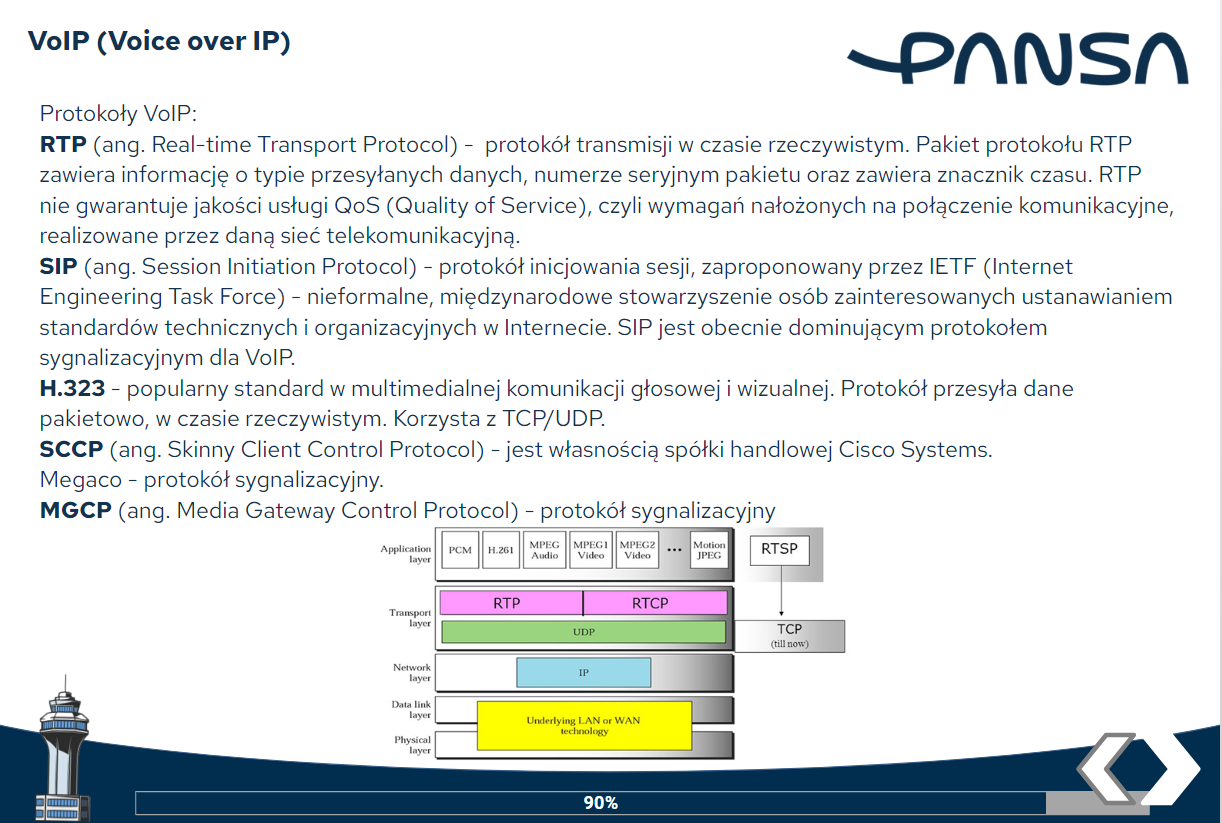 VoIP (Voice over IP)
PANSA
Protokoły VoIP:
RTP (ang. Real-time Transport Protocol) - protokół transmisji w czasie rzeczywistym. Pakiet protokołu RTP
zawiera informację o typie przesyłanych danych, numerze seryjnym pakietu oraz zawiera znacznik czasu. RTP
nie gwarantuje jakości usługi QoS (Quality of Service), czyli wymagań nałożonych na połączenie komunikacyjne,
realizowane przez daną sieć telekomunikacyjną.
SIP (ang. Session Initiation Protocol) - protokół inicjowania sesji, zaproponowany przez IETF (Internet
Engineering Task Force) - nieformalne, międzynarodowe stowarzyszenie osób zainteresowanych ustanawianiem
standardów technicznych i organizacyjnych w Internecie. SIP jest obecnie dominującym protokołem
sygnalizacyjnym dla VoIP.
H.323 - popularny standard w multimedialnej komunikacji głosowej i wizualnej. Protokół przesyła dane
pakietowo, w czasie rzeczywistym. Korzysta z TCP/UDP.
SCCP (ang. Skinny Client Control Protocol) - jest własnością spółki handlowej Cisco Systems.
Megaco - protokół sygnalizacyjny.
MGCP (ang. Media Gateway Control Protocol) - protokół sygnalizacyjny
Application
layer
PCM
H.261
MPEG
Audio
MPEG1
Video
MPEG2
Video
...
Motion
JPEG
RTSP
Transport
layer
RTP
RTCP
UDP
TCP
(till now)
Network
layer
IP
Data link
layer
Underlying LAN or WAN
technology
Physical
layer
90%